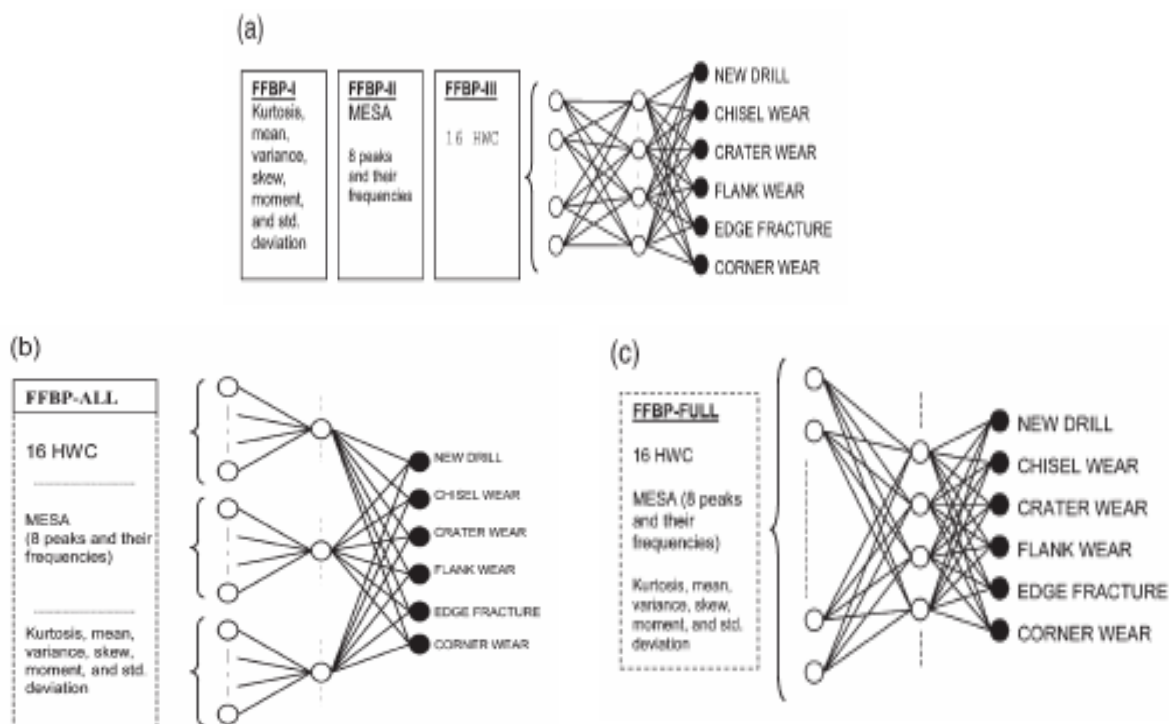 (a)
FFBP-I
Kurtosis,
mean,
variance,
skew,
moment,
and std.
deviation
FFBP-II
MESA
8 peaks
and their
frequencies
FFBP-III
16 HWC
NEW DRILL
CHISEL WEAR
CRATER WEAR
FLANK WEAR
EDGE FRACTURE
CORNER WEAR
(b)
FFBP-ALL
16 HWC
MESA
(8 peaks and their
frequencies)
Kurtosis, mean,
variance, skew,
moment, and std.
deviation
NEW DRILL
CHISEL WEAR
CRATER WEAR
FLANK WEAR
EDGE FRACTURE
CORNER WEAR
(c)
FFBP-FULL
16 HWC
MESA (8 peaks
and their
frequencies)
Kurtosis, mean,
variance, skew,
moment, and std.
deviation
NEW DRILL
CHISEL WEAR
CRATER WEAR
FLANK WEAR
EDGE FRACTURE
CORNER WEAR